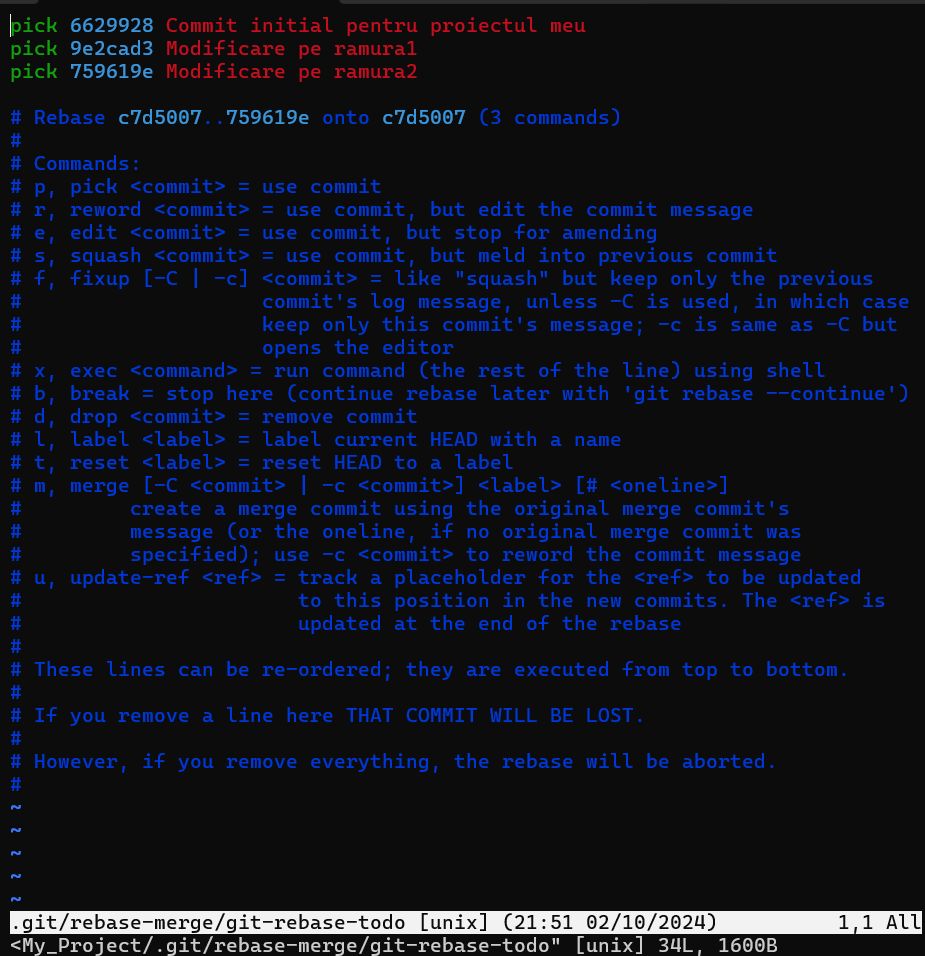 pick 6629928 Commit initial pentru proiectul meu
pick 9e2cad3 Modificare pe ramura1
pick 759619e Modificare pe ramura2

# Rebase c7d5007..759619e onto c7d5007 (3 commands)
#
# Commands:
# p, pick <commit> = use commit
# r, reword <commit> = use commit, but edit the commit message
# e, edit <commit> = use commit, but stop for amending
# s, squash <commit> = use commit, but meld into previous commit
# f, fixup [-C | -c] <commit> = like "squash" but keep only the previous
#                    commit's log message, unless -C is used, in which case
#                    keep only this commit's message; -c is same as -C but
#                    opens the editor
# x, exec <command> = run command (the rest of the line) using shell
# b, break = stop here (continue rebase later with 'git rebase --continue')
# d, drop <commit> = remove commit
# l, label <label> = label current HEAD with a name
# t, reset <label> = reset HEAD to a label
# m, merge [-C <commit> | -c <commit>] <label> [# <oneline>]
#         create a merge commit using the original merge commit's
#         message (or the oneline, if no original merge commit was
#         specified); use -c <commit> to reword the commit message
# u, update-ref <ref> = track a placeholder for the <ref> to be updated
#                       to this position in the new commits. The <ref> is
#                       updated at the end of the rebase
#
# These lines can be re-ordered; they are executed from top to bottom.
#
# If you remove a line here THAT COMMIT WILL BE LOST.
#
# However, if you remove everything, the rebase will be aborted.
#
~
~
~
~
~
.git/rebase-merge/git-rebase-todo [unix] (21:51 02/10/2024)          1,1 All
<My_Project/.git/rebase-merge/git-rebase-todo" [unix] 34L, 1600B